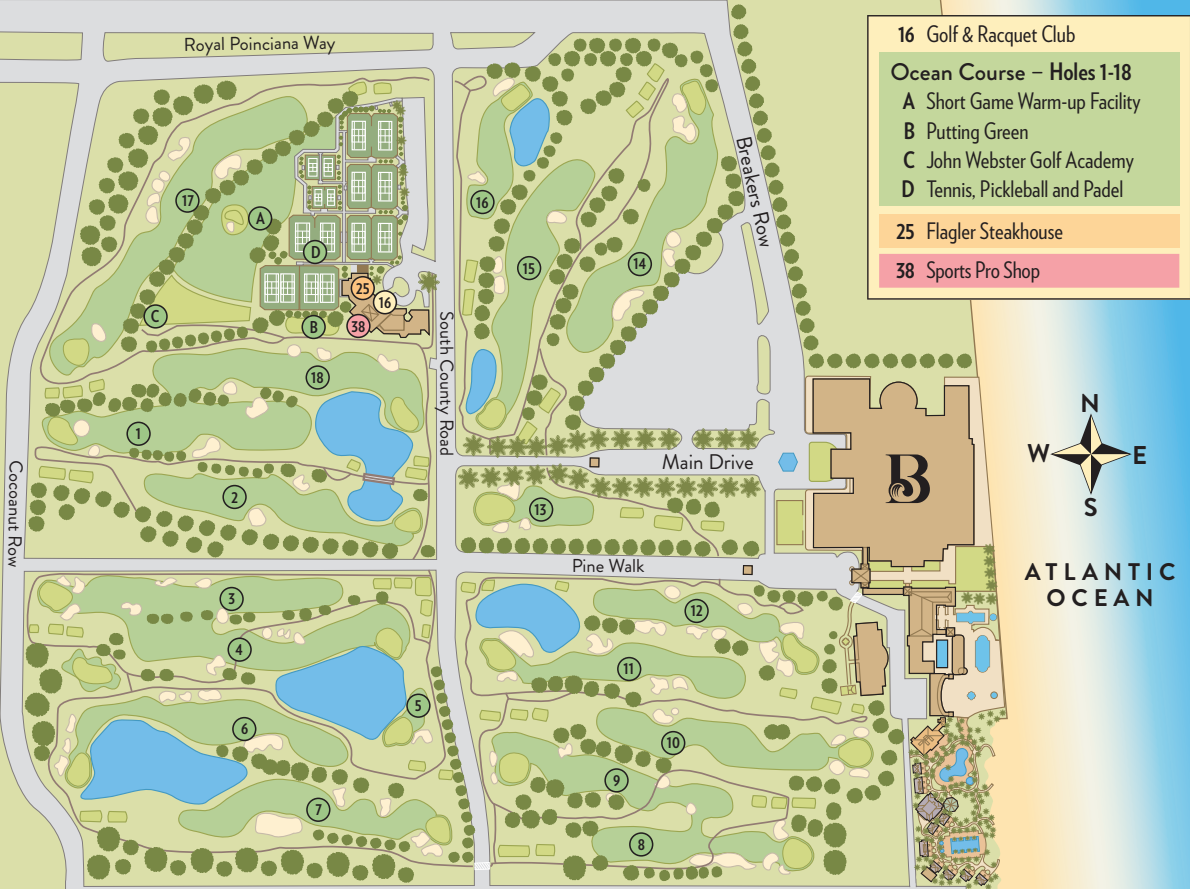 16 Golf & Racquet Club
Ocean Course – Holes 1-18
A Short Game Warm-up Facility
B Putting Green
C John Webster Golf Academy
D Tennis, Pickleball and Padel
25 Flagler Steakhouse
38 Sports Pro Shop
Royal Poinciana Way
Breakers Row
17
A
16
D
15
14
25
16
C
B
38
South County Road
18
1
Main Drive
B
N
W
E
S
Cocoanut Row
2
13
Pine Walk
ATLANTIC
OCEAN
3
12
4
11
5
6
10
9
7
8